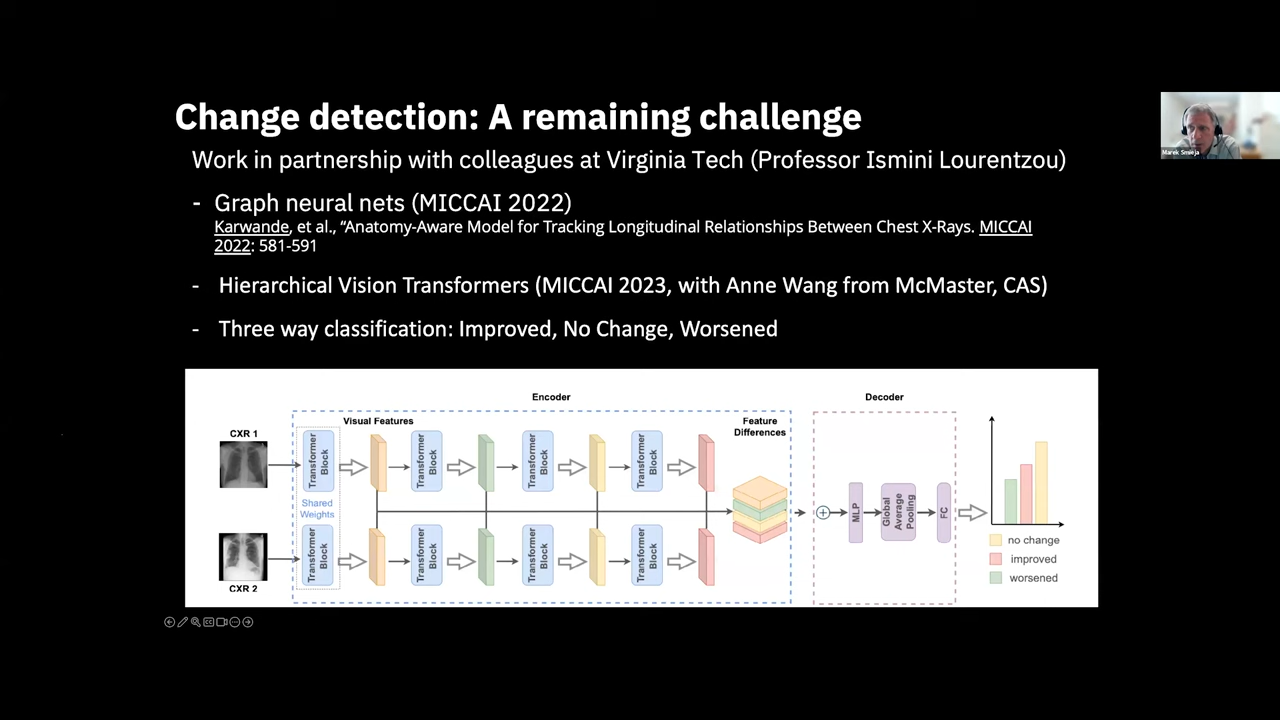 Change detection: A remaining challenge
Work in partnership with colleagues at Virginia Tech (Professor Ismini Lourentzou)
- Graph neural nets (MICCAI 2022)
Karwande, et al., “Anatomy-Aware Model for Tracking Longitudinal Relationships Between Chest X-Rays. MICCAI
2022: 581-591
- Hierarchical Vision Transformers (MICCAI 2023, with Anne Wang from McMaster, CAS)
- Three way classification: Improved, No Change, Worsened
Marek Smieja
Encoder
Decoder
Visual Features
Feature
Differences
CXR 1
Transformer
Block
Transformer
Block
Transformer
Block
Transformer
Block
Shared
Weights
CXR 2
Transformer
Block
Transformer
Block
Transformer
Block
Transformer
Block
MLP
Global
Average
Pooling
FC
no change
improved
worsened